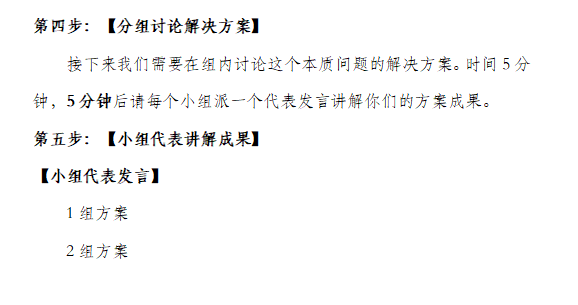 第四步：【分组讨论解决方案】
接下来我们需要在组内讨论这个本质问题的解决方案。时间 5 分
钟，5 分钟后请每个小组派一个代表发言讲解你们的方案成果。
第五步：【小组代表讲解成果】
【小组代表发言】
1 组方案
2 组方案